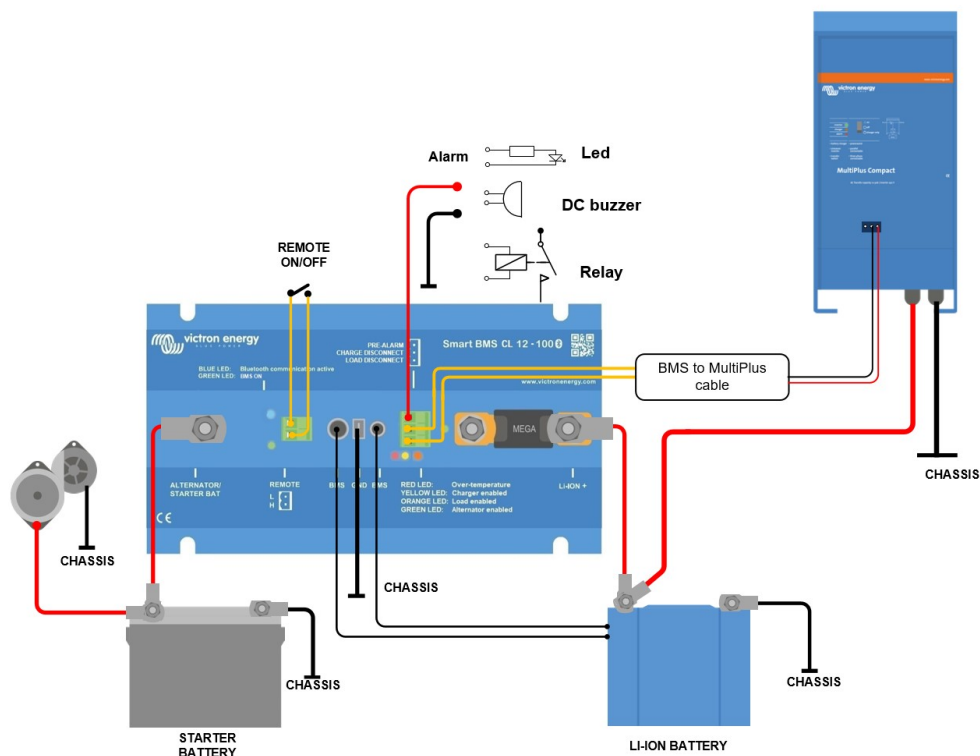 victron energy
MultiPlus Compact
Alarm
Led
DC buzzer
Relay
REMOTE
ON/OFF
victron energy
BLUE POWER
PRE-ALARM
CHARGE DISCONNECT
LOAD DISCONNECT
Smart BMS CL 12 - 100
BLUE LED: Bluetooth communication active
GREEN LED: BMS ON
www.victronenergy.com
BMS to MultiPlus
cable
MEGA
CHASSIS
ALTERNATOR/
STARTER BAT
REMOTE
L
H
BMS
GND
BMS
RED LED: Over-temperature
YELLOW LED: Charger enabled
ORANGE LED: Load enabled
GREEN LED: Alternator enabled
LI-ION +
CE
CHASSIS
CHASSIS
CHASSIS
CHASSIS
STARTER
BATTERY
LI-ION BATTERY